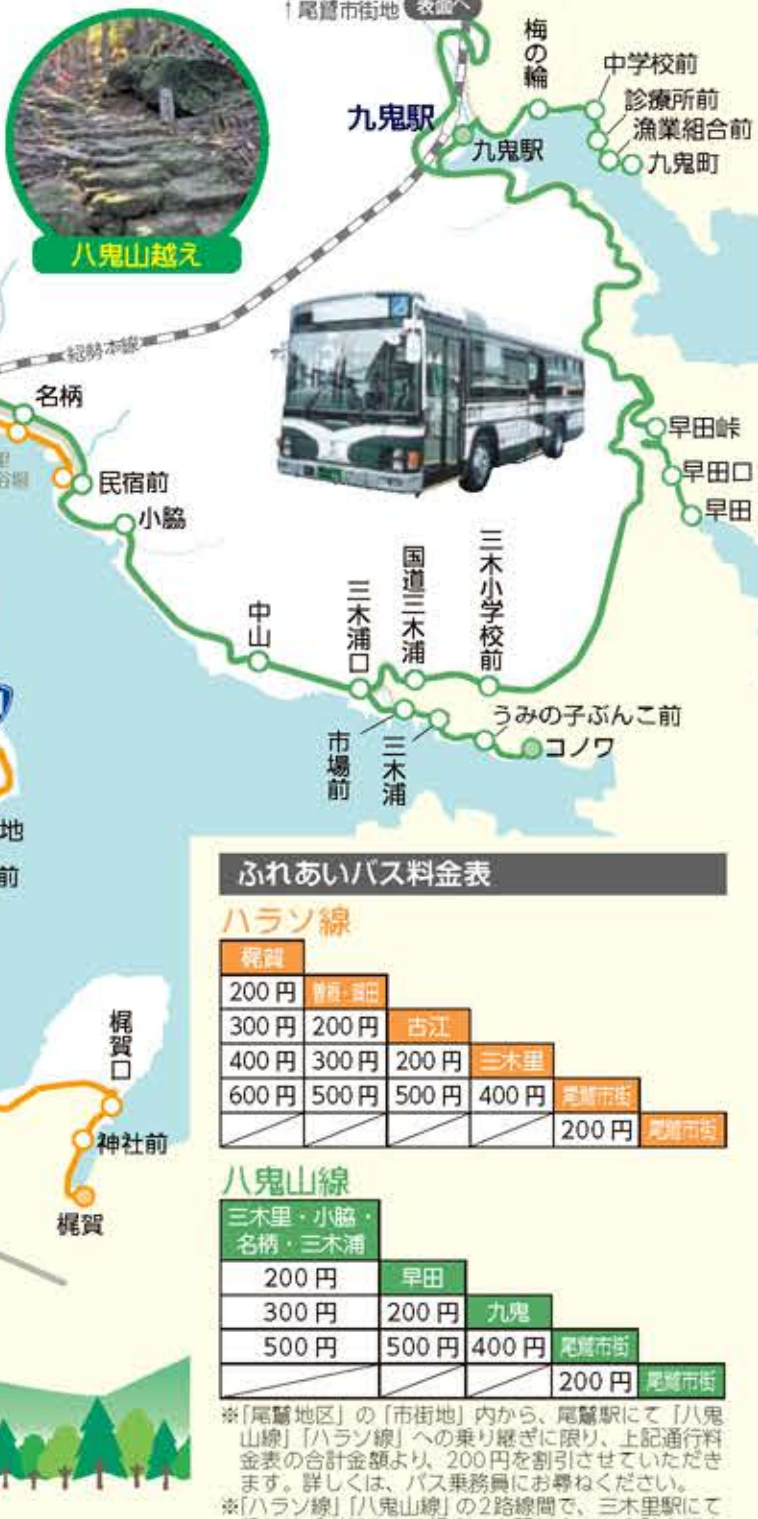 ↑尾鷲市街地 表面へ
梅の輪
中学校前
診療所前
漁業組合前
九鬼町
九鬼駅
九鬼駅
八鬼山越え
紀勢本線
名柄
民宿前
小脇
早田峠
早田口
早田
中山
三木浦口
国道三木浦
三木小学校前
うみの子ぶんこ前
コノワ
市場前
三木浦
地
前
梶賀口
神社前
梶賀
ふれあいバス料金表
ハラソ線
梶賀
200円 曽根・賀田
300円 200円 古江
400円 300円 200円 三木里
600円 500円 500円 400円 尾鷲市街
200円 尾鷲市街
八鬼山線
三木里・小脇・
名柄・三木浦
200円 早田
300円 200円 九鬼
500円 500円 400円 尾鷲市街
200円 尾鷲市街
※「尾鷲地区」の「市街地」内から、尾鷲駅にて「八鬼
山線」「ハラソ線」への乗り継ぎに限り、上記通行料
金表の合計金額より、200円を割引させていただき
ます。詳しくは、バス乗務員にお尋ねください。
※「ハラソ線」「八鬼山線」の2路線間で、三木里駅にて